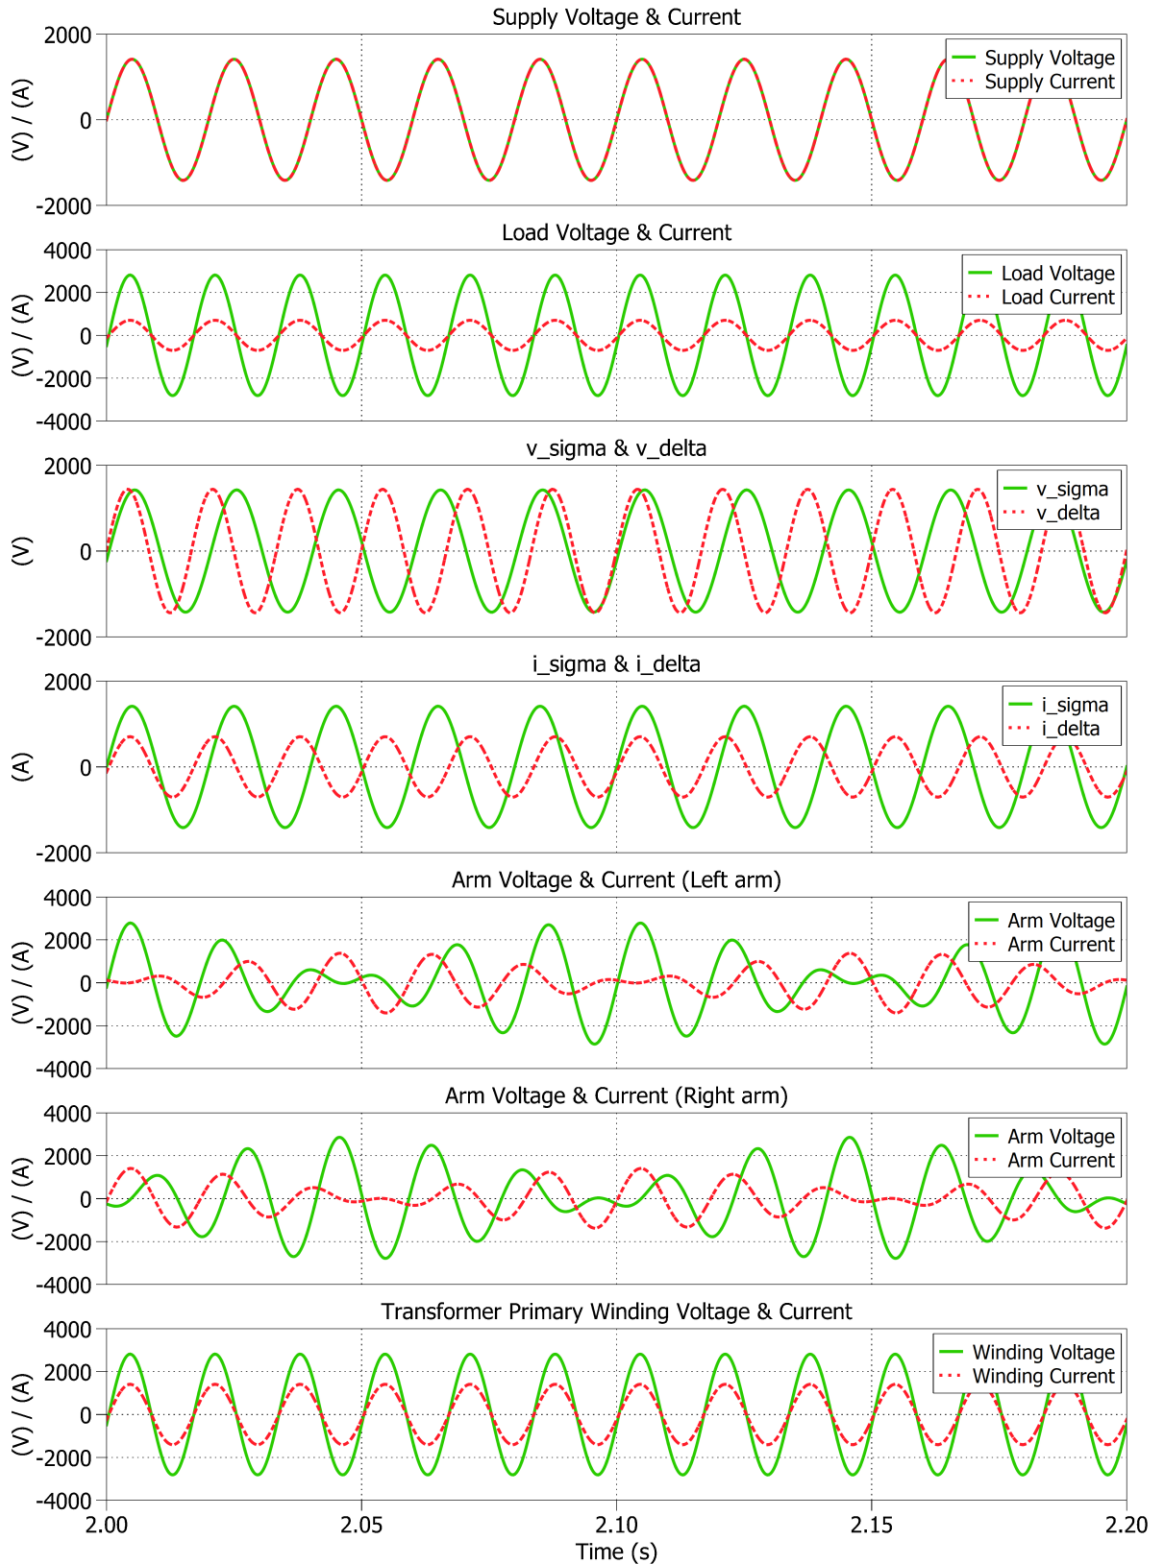 Supply Voltage & Current
2000
0
-2000
(V) / (A)
Supply Voltage
Supply Current
Load Voltage & Current
4000
2000
0
-2000
-4000
(V) / (A)
Load Voltage
Load Current
v_sigma & v_delta
2000
0
-2000
(V)
v_sigma
v_delta
i_sigma & i_delta
2000
0
-2000
(A)
i_sigma
i_delta
Arm Voltage & Current (Left arm)
4000
2000
0
-2000
-4000
(V) / (A)
Arm Voltage
Arm Current
Arm Voltage & Current (Right arm)
4000
2000
0
-2000
-4000
(V) / (A)
Arm Voltage
Arm Current
Transformer Primary Winding Voltage & Current
4000
2000
0
-2000
-4000
(V) / (A)
Winding Voltage
Winding Current
2.00 2.05 2.10 2.15 2.20
Time (s)